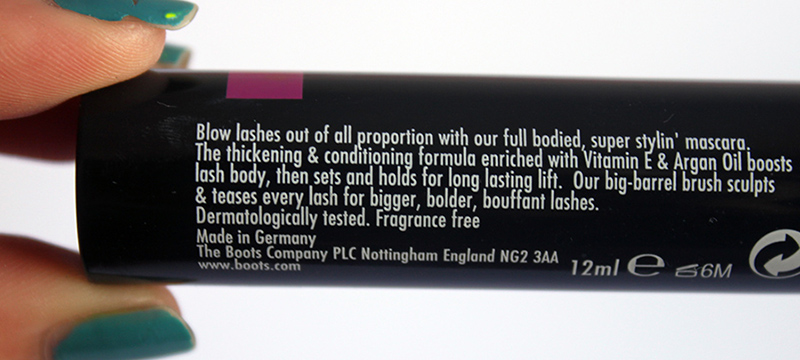 Blow lashes out of all proportion with our full bodied, super stylin' mascara.
The thickening & conditioning formula enriched with Vitamin E & Argan Oil boosts
lash body, then sets and holds for long lasting lift. Our big-barrel brush sculpts
& teases every lash for bigger, bolder, bouffant lashes.
Dermatologically tested. Fragrance free
Made in Germany
The Boots Company PLC Nottingham England NG2 3AA
www.boots.com
12ml ℮ 6M